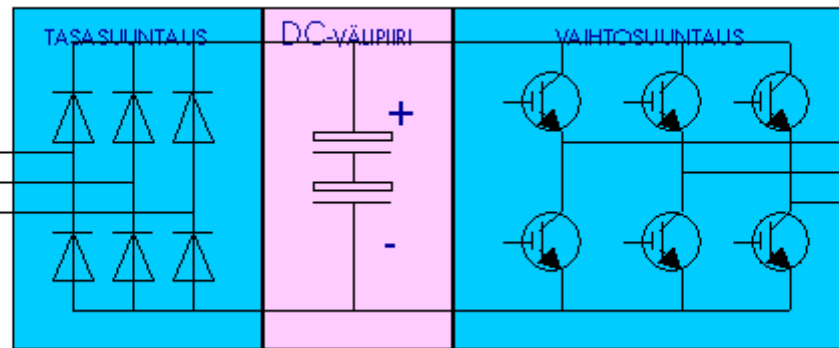 TASASUUNTAUS
DC-VÄLIPIIRI
VAIHTOSUUNTAUS
+
-